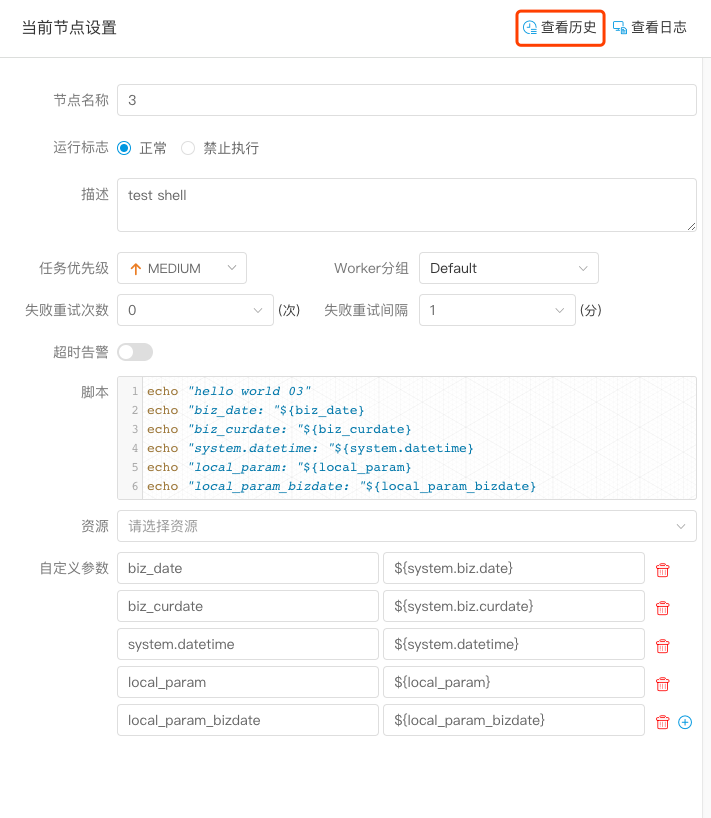 当前节点设置 查看历史 查看日志
节点名称 3
运行标志 正常 禁止执行
描述 test shell
任务优先级 MEDIUM Worker分组 Default
失败重试次数 0 (次) 失败重试间隔 1 (分)
超时告警
脚本 1 echo "hello world 03"
2 echo "biz_date: "${biz_date}
3 echo "biz_curdate: "${biz_curdate}
4 echo "system.datetime: "${system.datetime}
5 echo "local_param: "${local_param}
6 echo "local_param_bizdate: "${local_param_bizdate}
资源 请选择资源
自定义参数 biz_date ${system.biz.date}
biz_curdate ${system.biz.curdate}
system.datetime ${system.datetime}
local_param ${local_param}
local_param_bizdate ${local_param_bizdate}